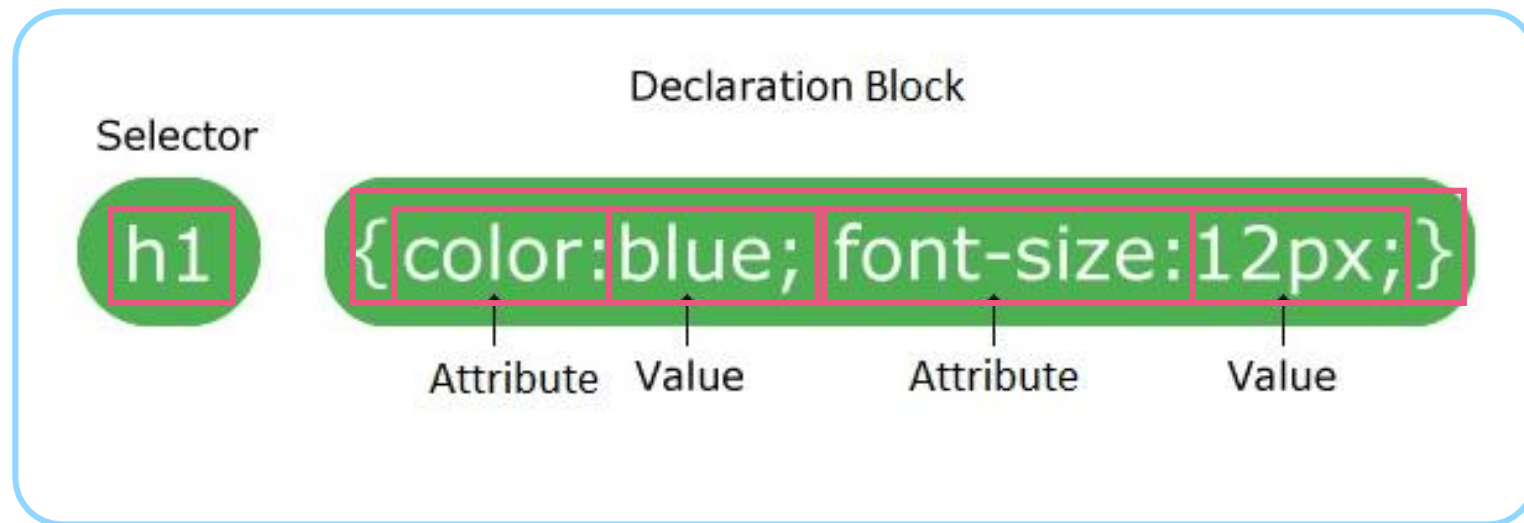 Declaration Block
Selector
h1 {color:blue; font-size:12px;}
Attribute Value Attribute Value